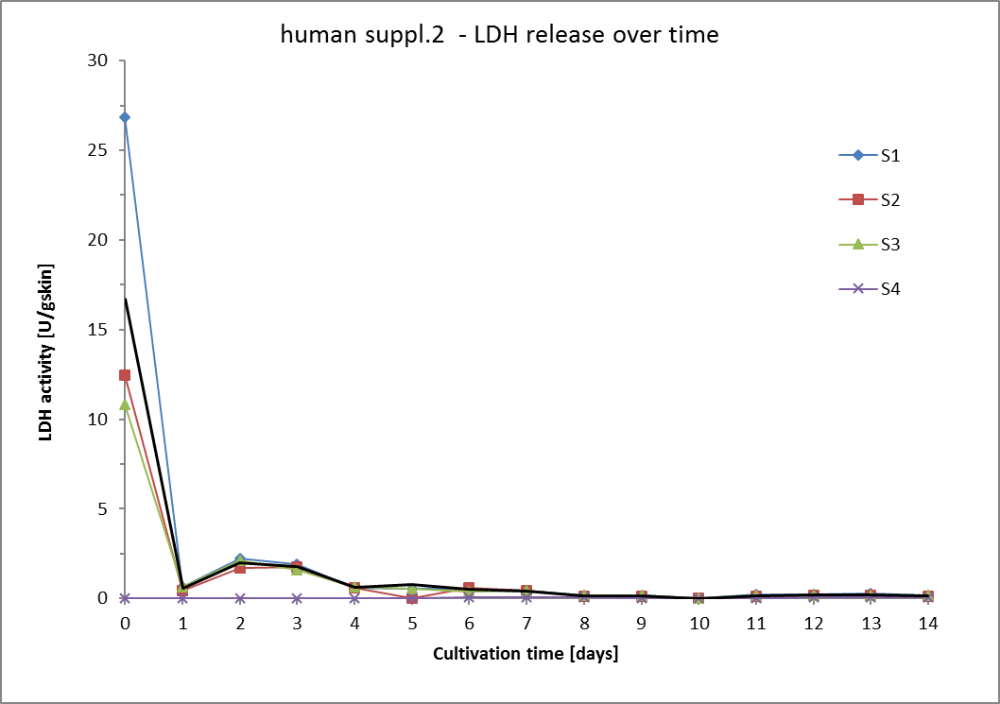 human suppl.2  - LDH release over time
30
25
20
15
10
5
0
LDH activity [U/gskin]
S1
S2
S3
S4
0 1 2 3 4 5 6 7 8 9 10 11 12 13 14
Cultivation time [days]